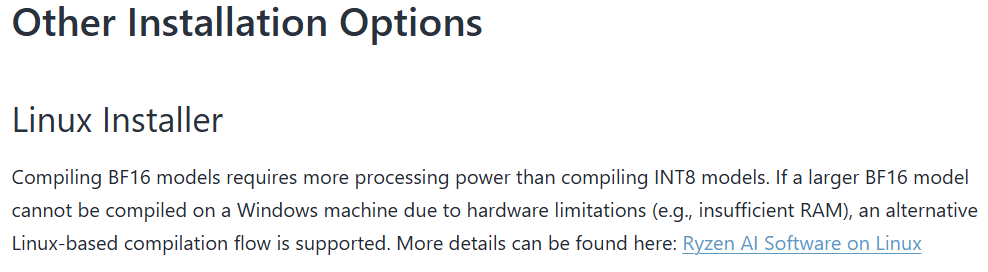 Other Installation Options
Linux Installer
Compiling BF16 models requires more processing power than compiling INT8 models. If a larger BF16 model
cannot be compiled on a Windows machine due to hardware limitations (e.g., insufficient RAM), an alternative
Linux-based compilation flow is supported. More details can be found here: Ryzen AI Software on Linux